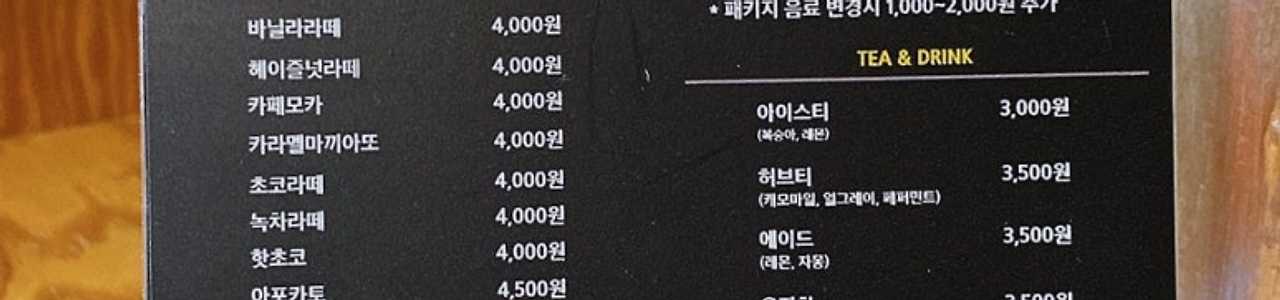 바닐라라떼 4,000원
헤이즐넛라떼 4,000원
카페모카 4,000원
카라멜마끼아또 4,000원
초코라떼 4,000원
녹차라떼 4,000원
핫초코 4,000원
아포카토 4,500원
* 패키지 음료 변경시 1,000~2,000원 추가
TEA & DRINK
아이스티 3,000원
(복숭아, 레몬)
허브티 3,500원
(캐모마일, 얼그레이, 페퍼민트)
에이드 3,500원
(레몬, 자몽)
3,500원